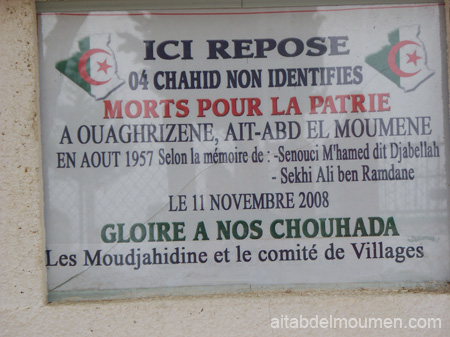 ICI REPOSE
04 CHAHID NON IDENTIFIES
MORTS POUR LA PATRIE
A OUAGHRIZENE, AIT-ABD EL MOUMENE
EN AOUT 1957 Selon la mémoire de : -Senouci M'hamed dit Djabellah
- Sekhi Ali ben Ramdane
LE 11 NOVEMBRE 2008
GLOIRE A NOS CHOUHADA
Les Moudjahidine et le comité de Villages
aitabdelmoumen.com